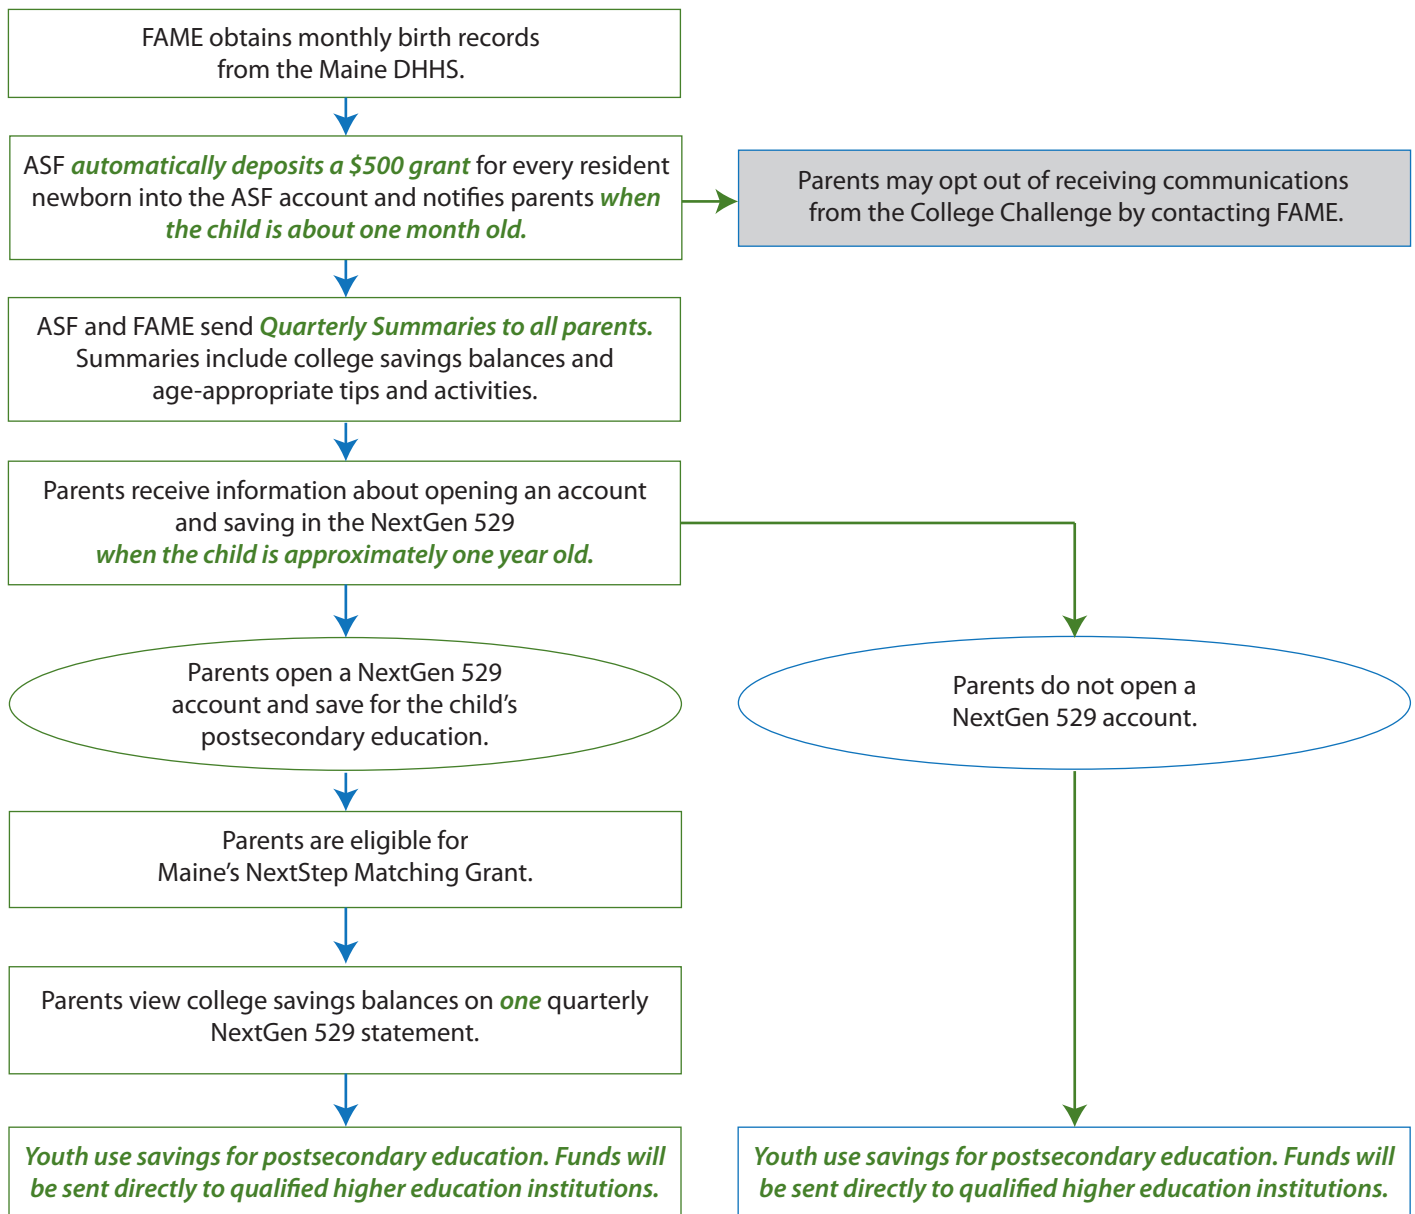 FAME obtains monthly birth records
from the Maine DHHS.
ASF automatically deposits a $500 grant for every resident
newborn into the ASF account and notifies parents when
the child is about one month old.
Parents may opt out of receiving communications
from the College Challenge by contacting FAME.
ASF and FAME send Quarterly Summaries to all parents.
Summaries include college savings balances and
age-appropriate tips and activities.
Parents receive information about opening an account
and saving in the NextGen 529
when the child is approximately one year old.
Parents open a NextGen 529
account and save for the child’s
postsecondary education.
Parents do not open a
NextGen 529 account.
Parents are eligible for
Maine’s NextStep Matching Grant.
Parents view college savings balances on one quarterly
NextGen 529 statement.
Youth use savings for postsecondary education. Funds will
be sent directly to qualified higher education institutions.
Youth use savings for postsecondary education. Funds will
be sent directly to qualified higher education institutions.